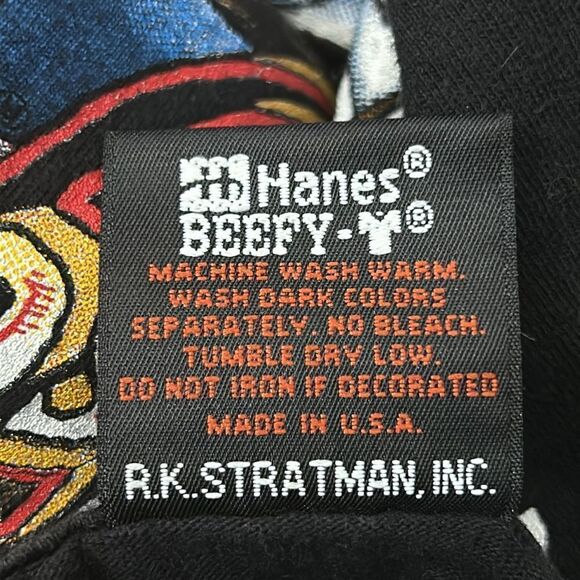 Hanes®
BEEFY-T®
MACHINE WASH WARM.
WASH DARK COLORS
SEPARATELY. NO BLEACH.
TUMBLE DRY LOW.
DO NOT IRON IF DECORATED
MADE IN U.S.A.
R.K.STRATMAN, INC.